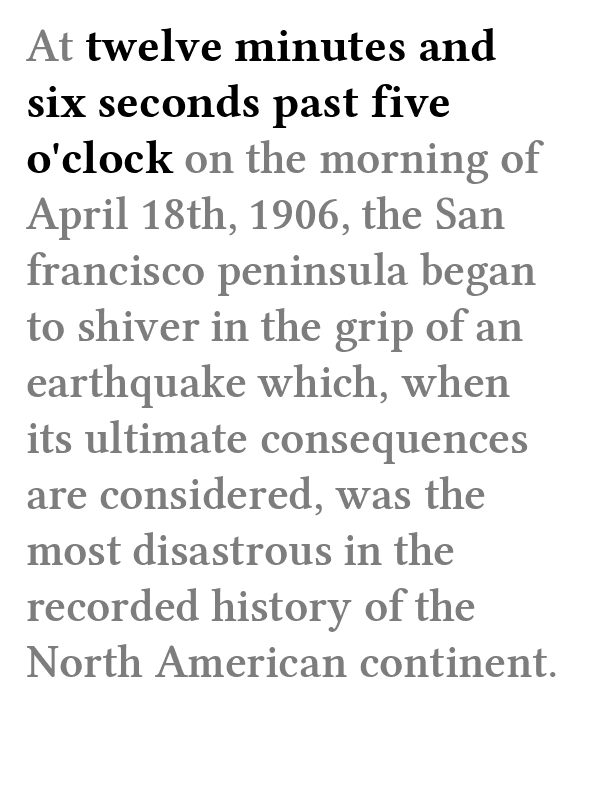 At twelve minutes and
six seconds past five
o'clock on the morning of
April 18th, 1906, the San
francisco peninsula began
to shiver in the grip of an
earthquake which, when
its ultimate consequences
are considered, was the
most disastrous in the
recorded history of the
North American continent.